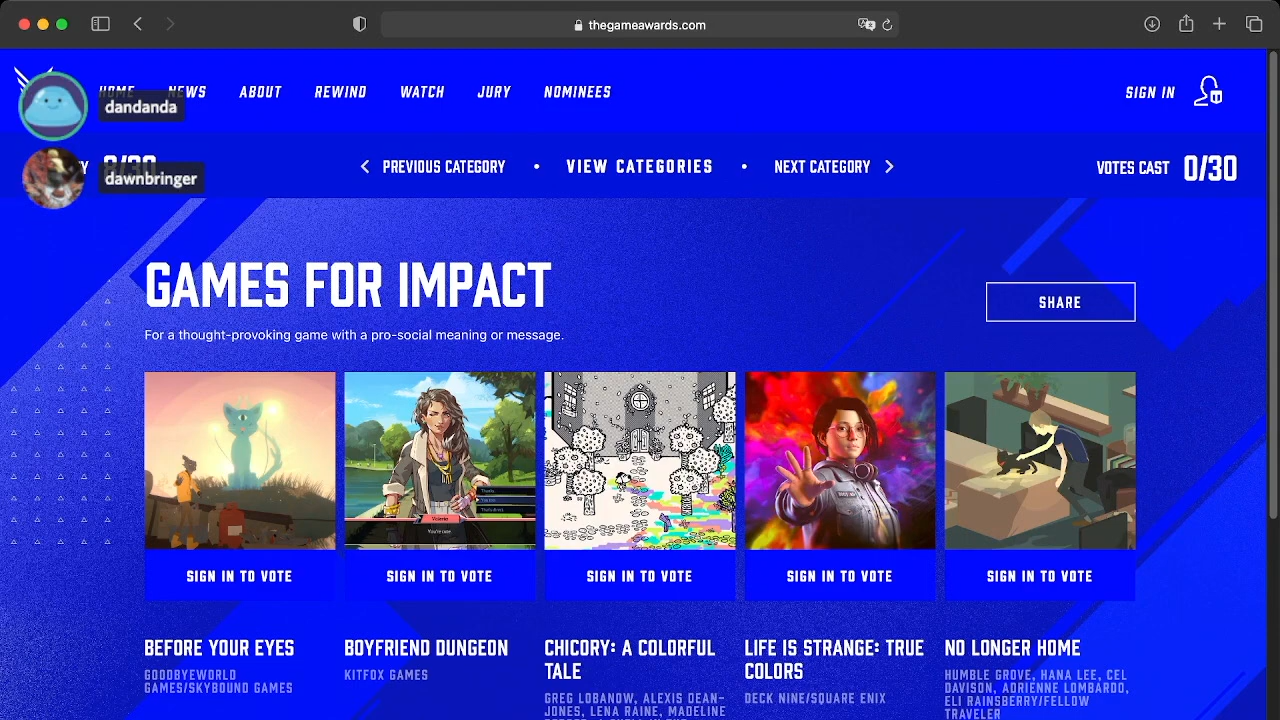 thegameawards.com
HOME NEWS ABOUT REWIND WATCH JURY NOMINEES SIGN IN
dandanda
PREVIOUS CATEGORY • VIEW CATEGORIES • NEXT CATEGORY VOTES CAST 0/30
dawnbringer
GAMES FOR IMPACT
SHARE
For a thought-provoking game with a pro-social meaning or message.
SIGN IN TO VOTE SIGN IN TO VOTE SIGN IN TO VOTE SIGN IN TO VOTE SIGN IN TO VOTE
BEFORE YOUR EYES
GOODBYEWORLD
GAMES/SKYBOUND GAMES
BOYFRIEND DUNGEON
KITFOX GAMES
CHICORY: A COLORFUL
TALE
GREG LOBANOW, ALEXIS DEAN-
JONES, LENA RAINE, MADELINE
LIFE IS STRANGE: TRUE
COLORS
DECK NINE/SQUARE ENIX
NO LONGER HOME
HUMBLE GROVE, HANA LEE, CEL
DAVISON, ADRIENNE LOMBARDO,
ELI RAINSBERRY/FELLOW
TRAVELER